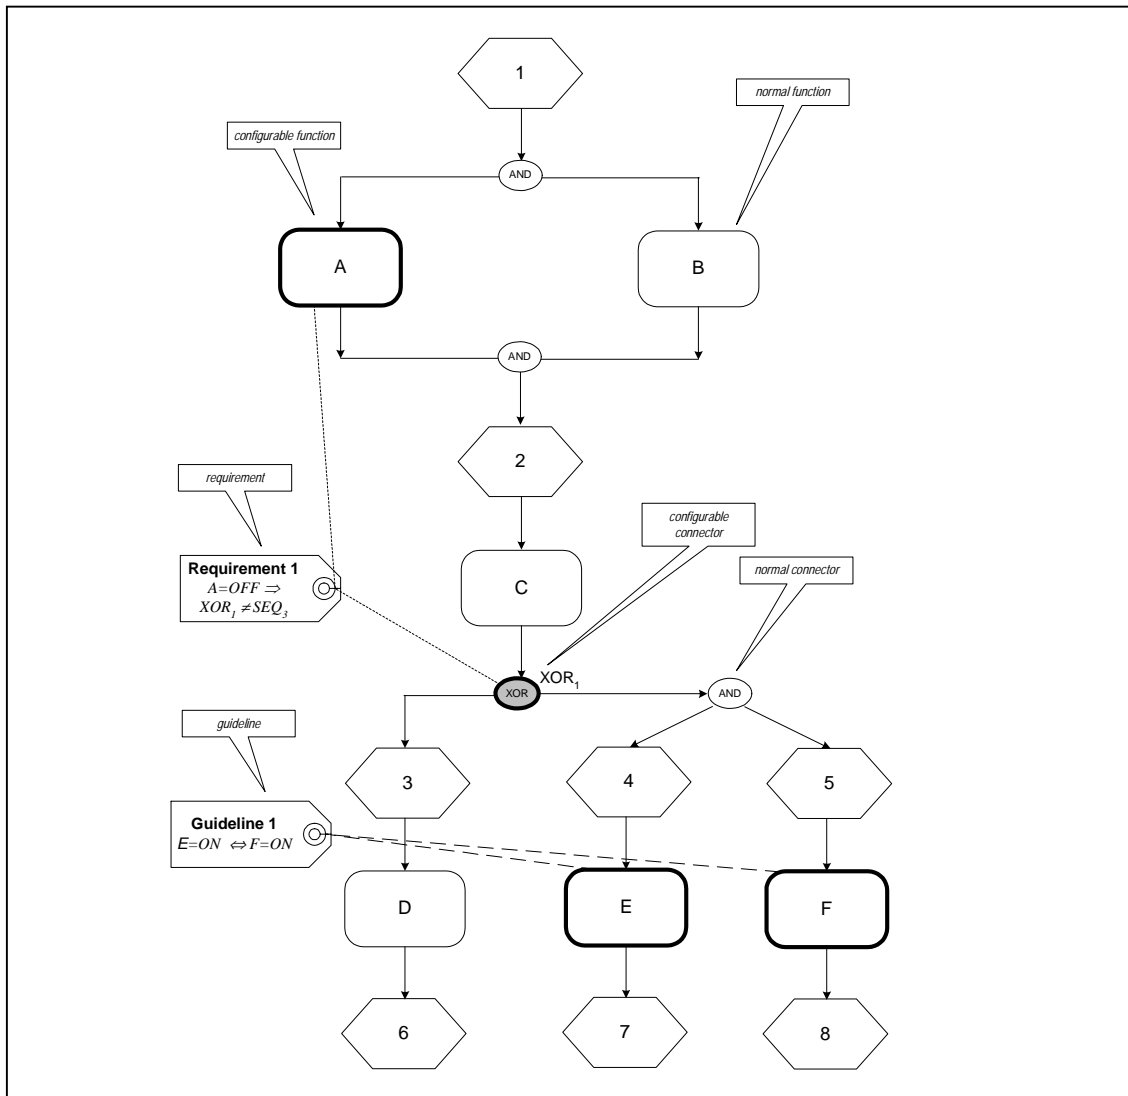 1
normal function
configurable function
AND
A
B
AND
2
requirement
configurable
connector
normal connector
Requirement 1
A=OFF ⇒
XOR₁ ≠SEQ₃
C
XOR
XOR₁
AND
guideline
3
4
5
Guideline 1
E=ON ⇔ F=ON
D
E
F
6
7
8